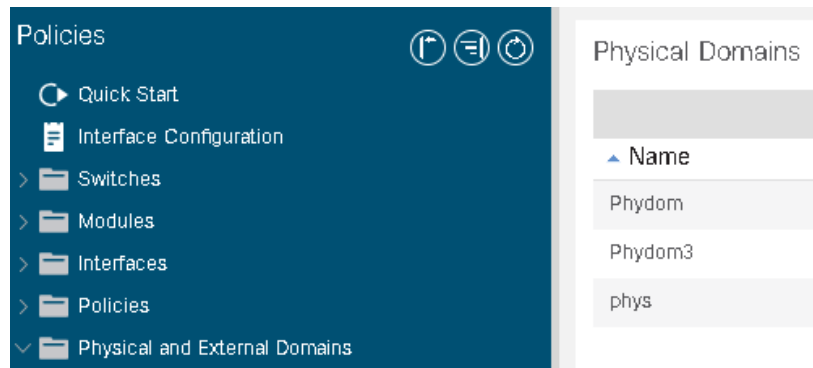 Policies
Quick Start
Interface Configuration
Switches
Modules
Interfaces
Policies
Physical and External Domains
Physical Domains
Name
Phydom
Phydom3
phys